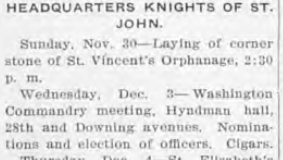 HEADQUARTERS KNIGHTS OF ST.
JOHN.
Sunday, Nov. 30—Laying of corner
stone of St. Vincent's Orphanage, 2:30
p. m.
Wednesday, Dec. 3—Washington
Commandry meeting, Hyndman hall,
28th and Downing avenues. Nomina-
tions and election of officers. Cigars.
Thursday, Dec. 4—St. Elizabeth's